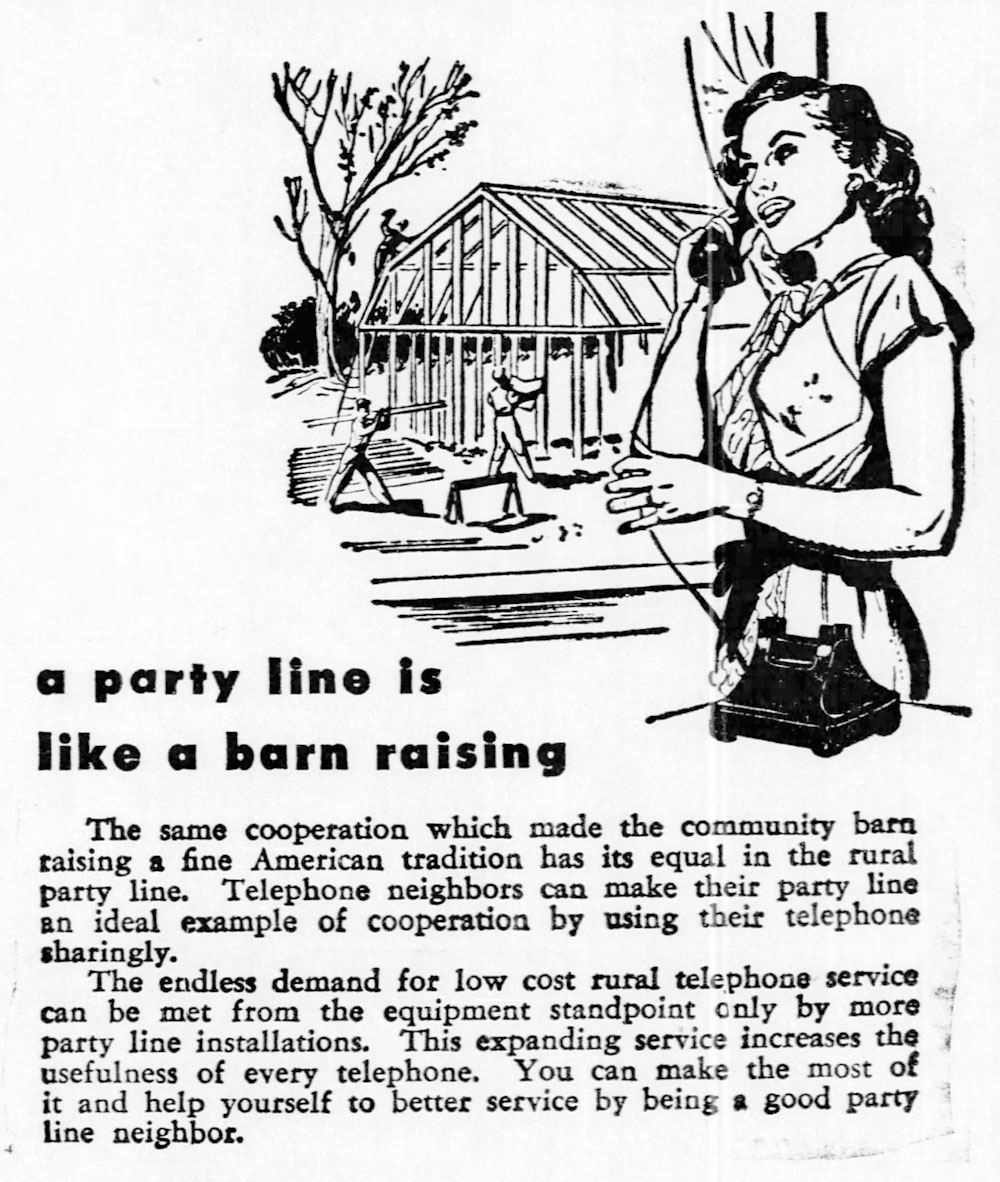 a party line is
like a barn raising
The same cooperation which made the community barn
raising a fine American tradition has its equal in the rural
party line. Telephone neighbors can make their party line
an ideal example of cooperation by using their telephone
sharingly.
The endless demand for low cost rural telephone service
can be met from the equipment standpoint only by more
party line installations. This expanding service increases the
usefulness of every telephone. You can make the most of
it and help yourself to better service by being a good party
line neighbor.